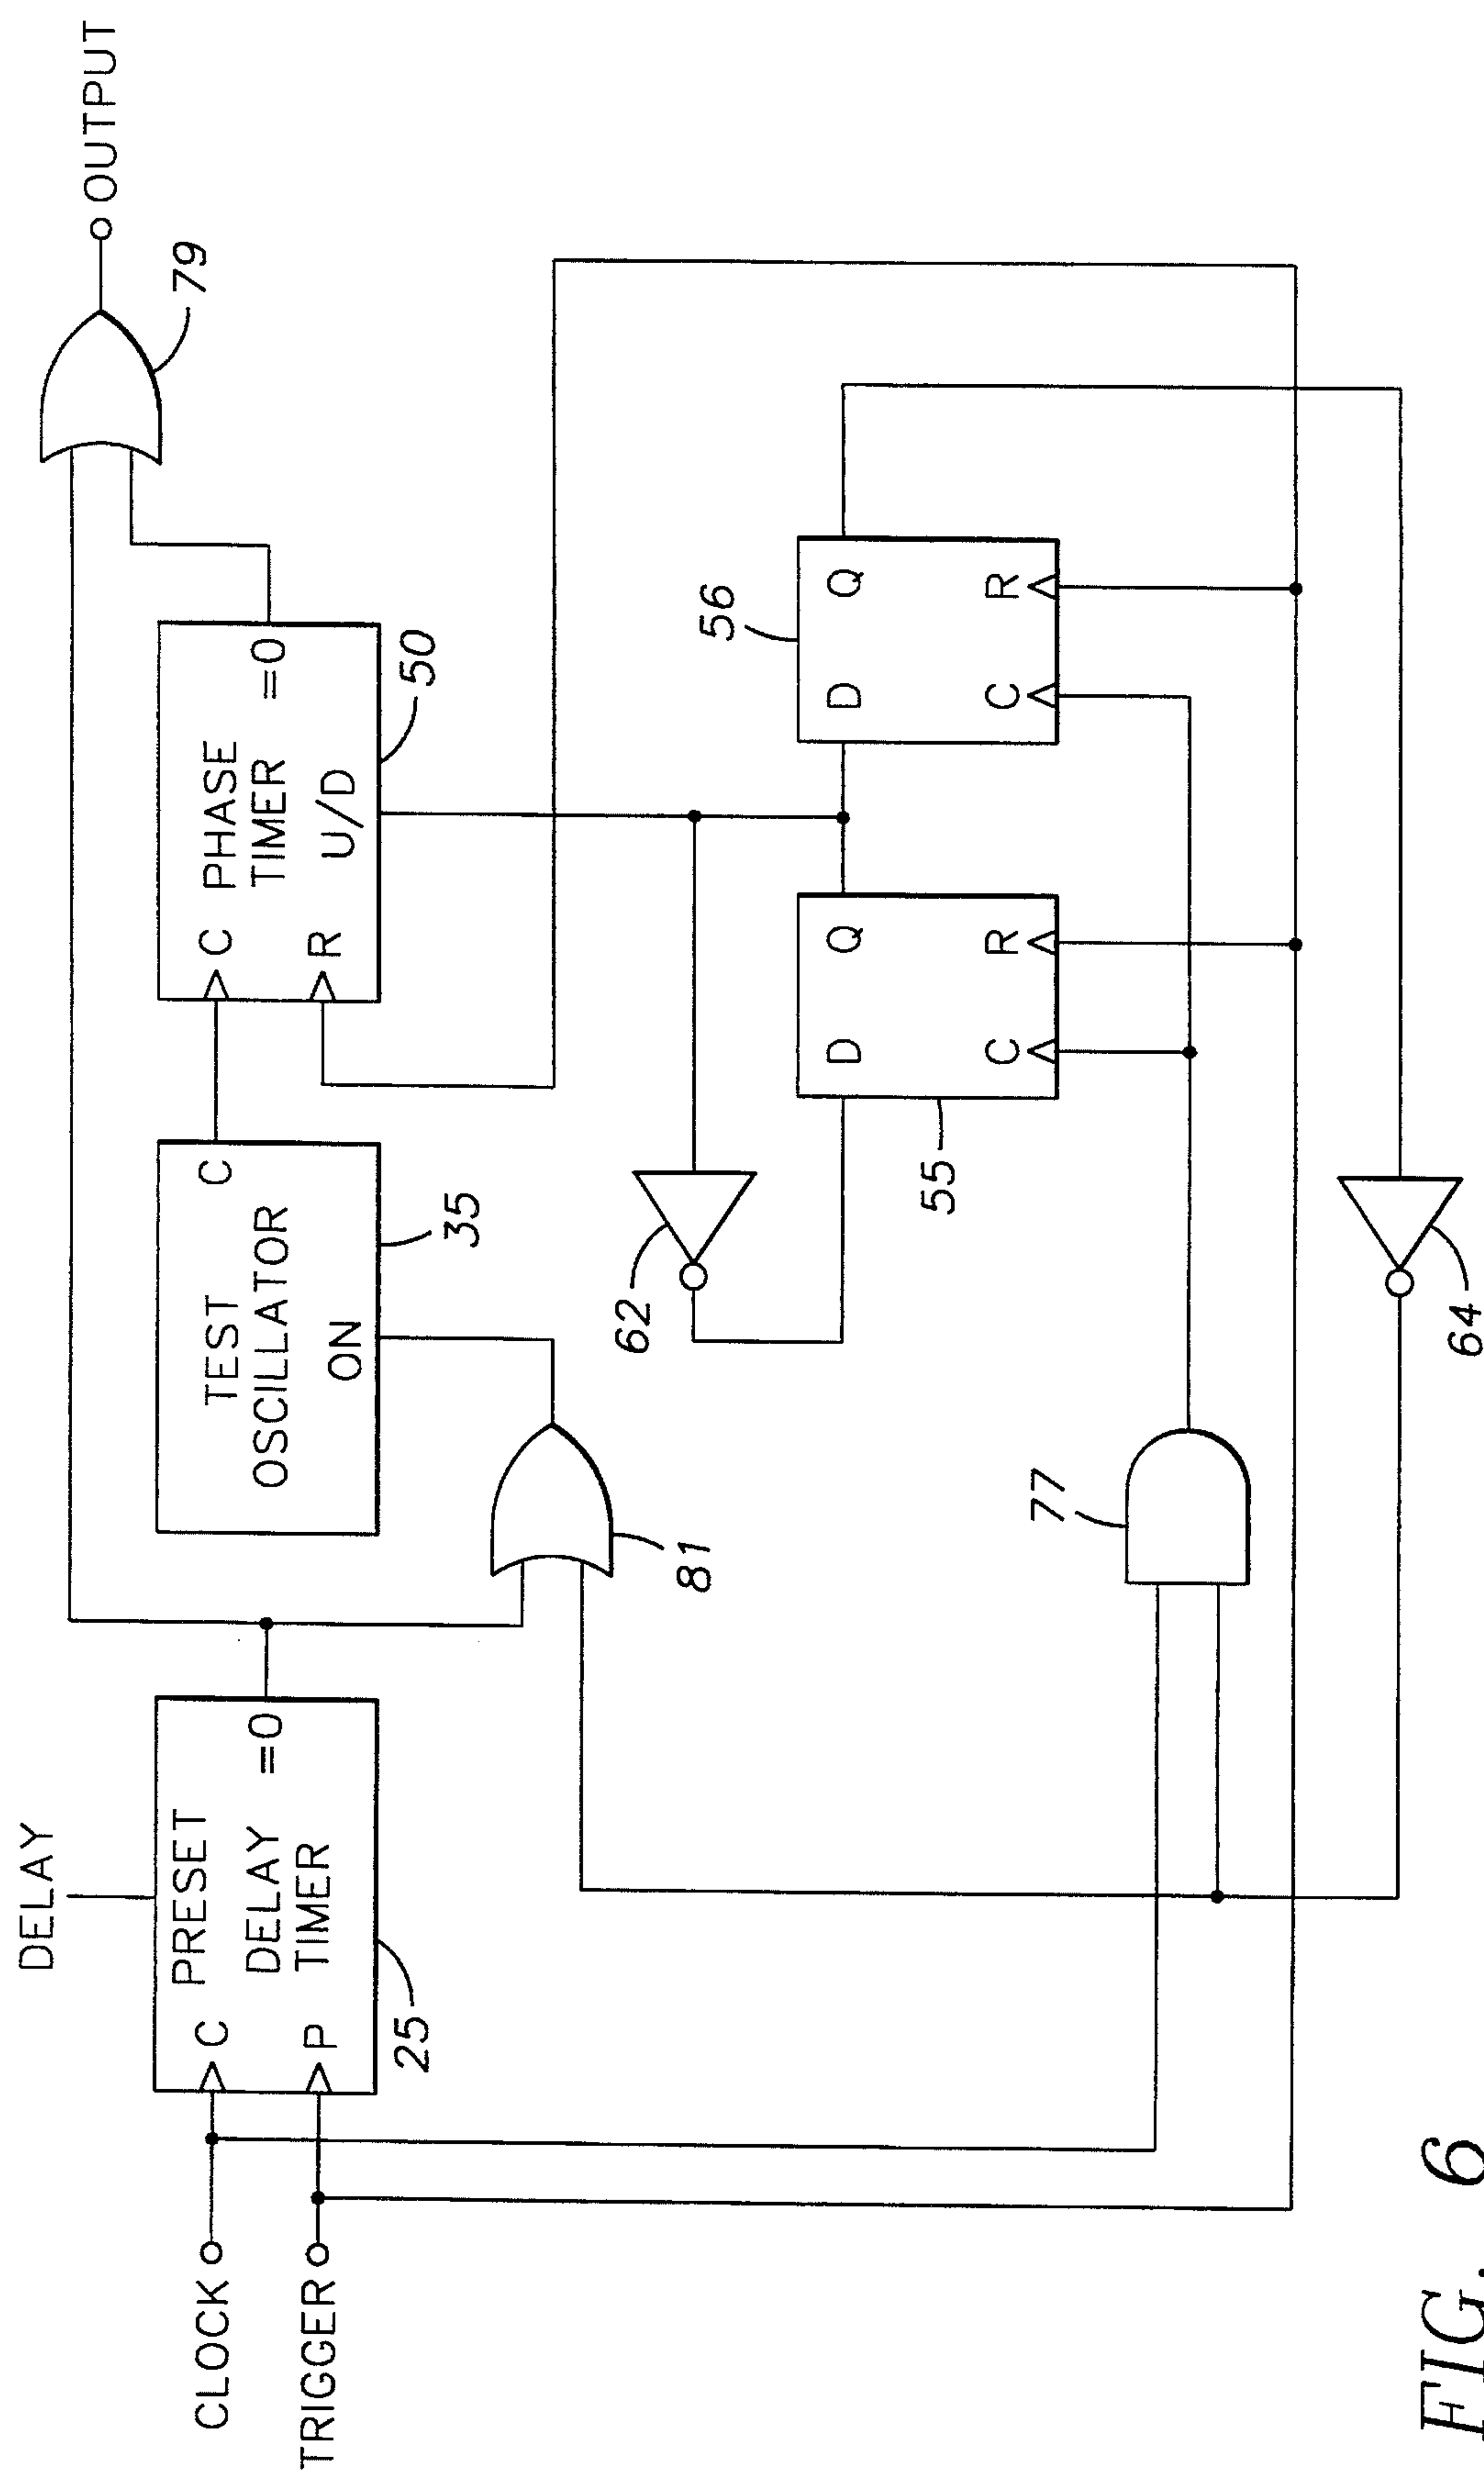 DELAY
CLOCK
TRIGGER
C
PRESET
DELAY =0
P
TIMER
25
TEST
OSCILLATOR
C
ON
35
81
C
PHASE
TIMER
=0
R
U/D
50
79
OUTPUT
62
D
Q
C
R
55
D
Q
C
R
56
77
64
FIG. 6